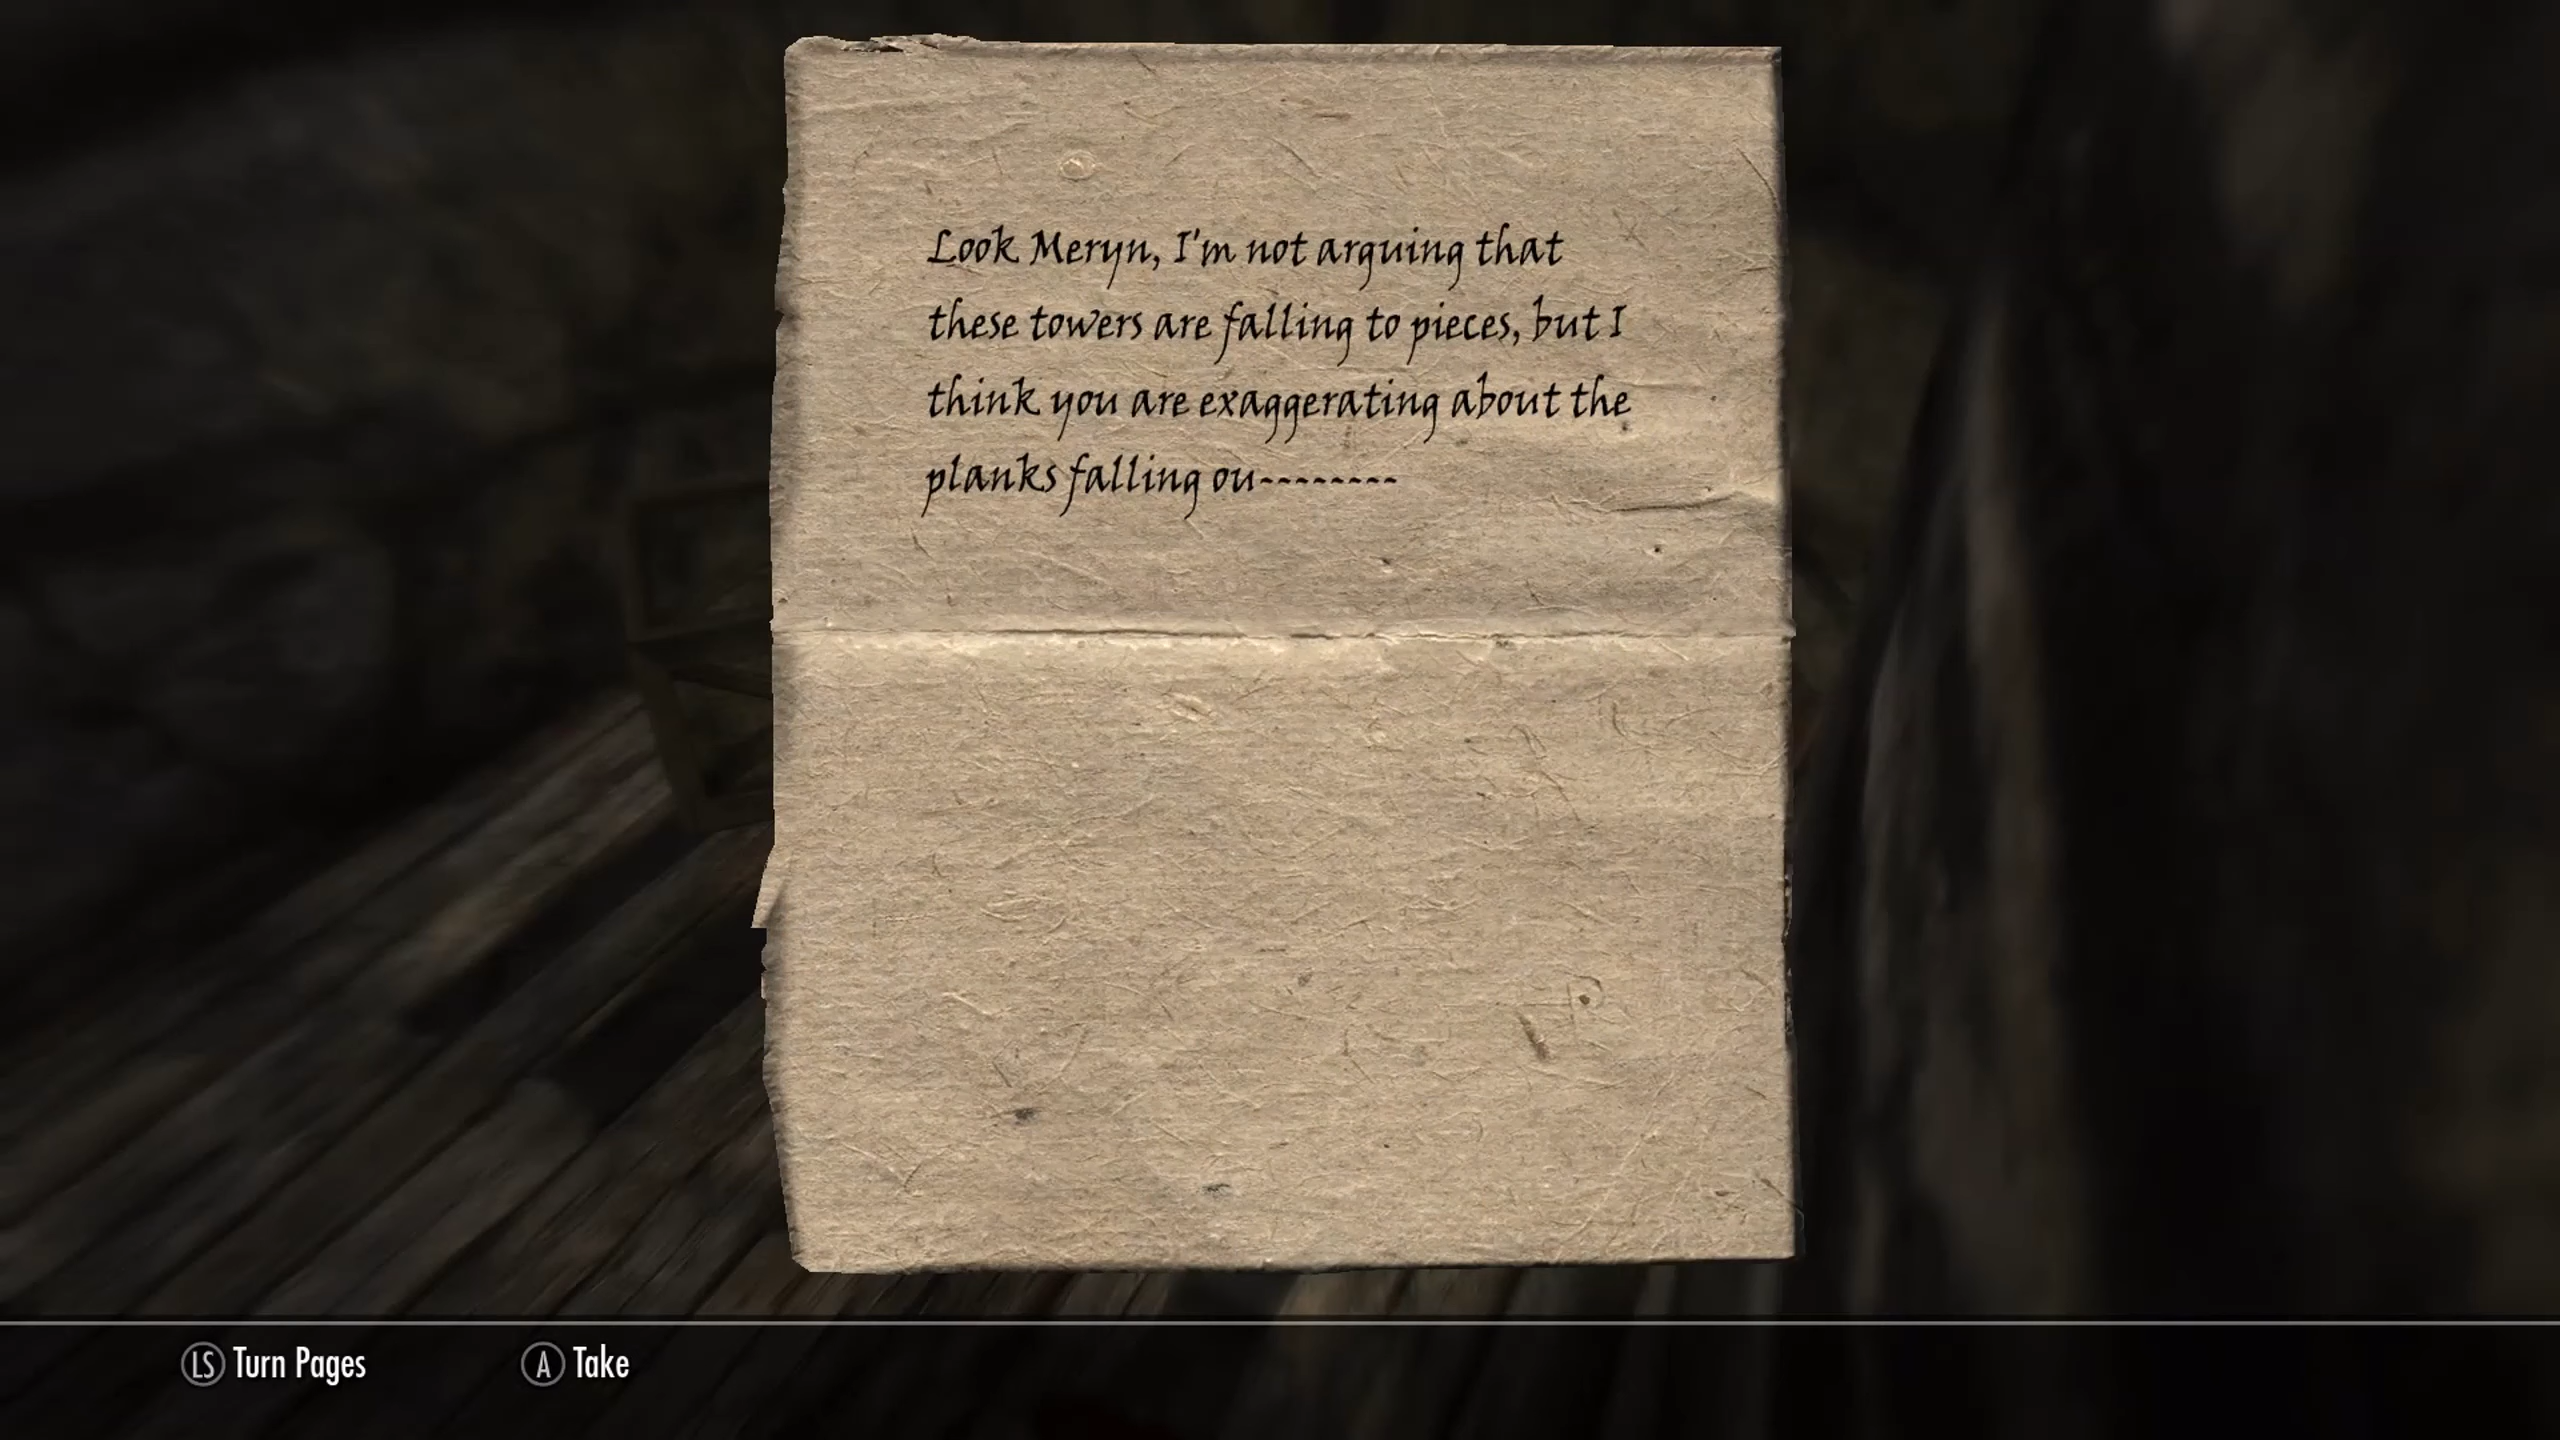 Look Meryn, I'm not arguing that
these towers are falling to pieces, but I
think you are exaggerating about the
planks falling ou--------
LS Turn Pages
A Take